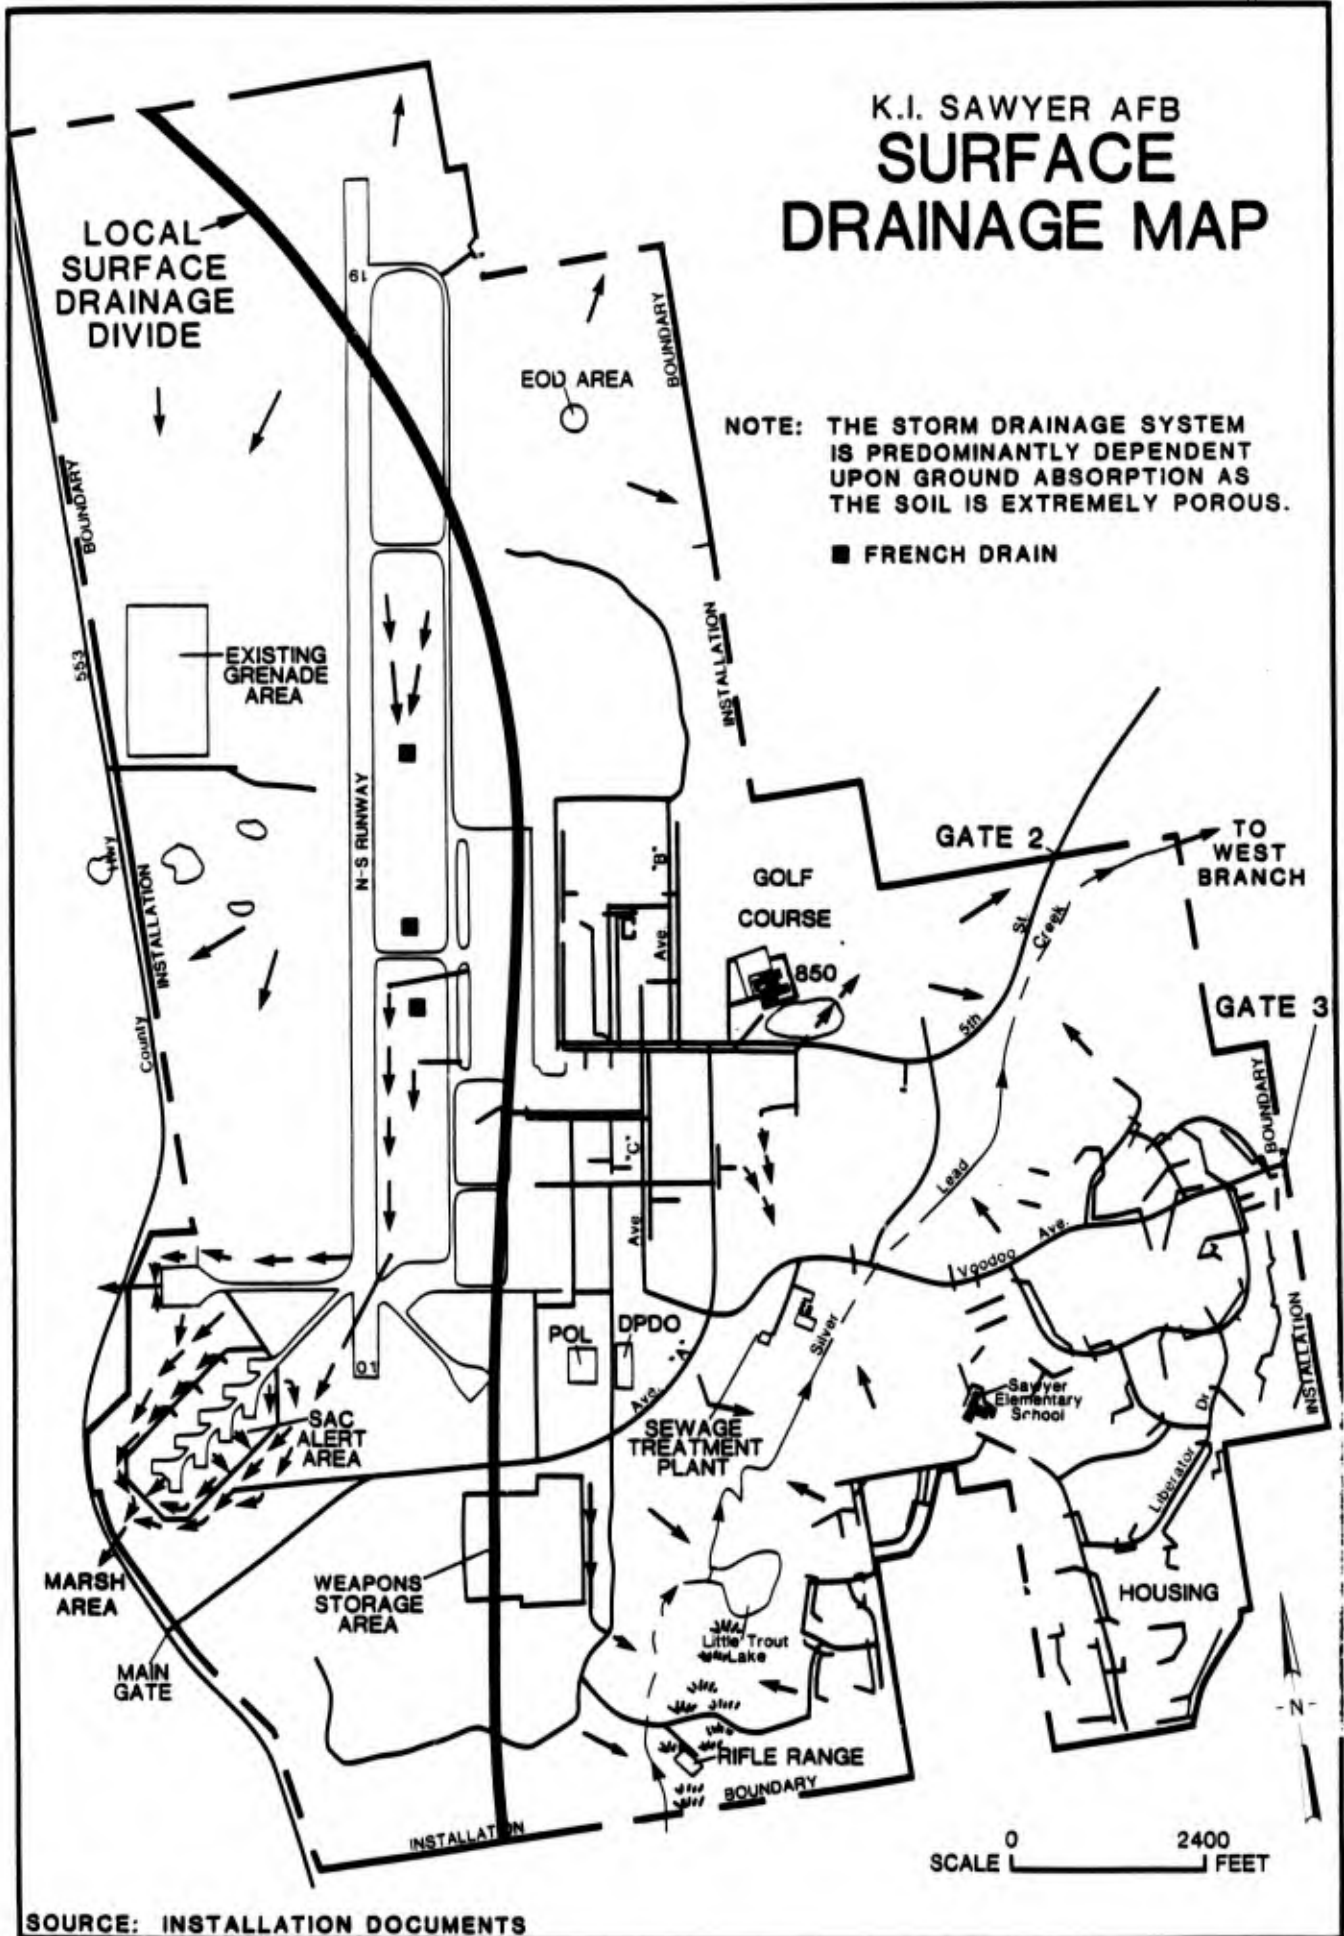 K.I. SAWYER AFB
SURFACE
DRAINAGE MAP
LOCAL
SURFACE
DRAINAGE
DIVIDE
19
EOD AREA
BOUNDARY
NOTE: THE STORM DRAINAGE SYSTEM
IS PREDOMINANTLY DEPENDENT
UPON GROUND ABSORPTION AS
THE SOIL IS EXTREMELY POROUS.
FRENCH DRAIN
BOUNDARY
INSTALLATION
553
EXISTING
GRENADE
AREA
N-S RUNWAY
HWY
INSTALLATION
County
"B"
Ave
GOLF
COURSE
850
GATE 2
TO
WEST
BRANCH
St.
Creek
5th
GATE 3
BOUNDARY
"C"
Ave
Lead
Voodoo Ave.
INSTALLATION
POL
DPDO
"A"
Ave.
Silver
01
SAC
ALERT
AREA
SEWAGE
TREATMENT
PLANT
Sawyer
Elementary
School
Dr
Liberator
MARSH
AREA
WEAPONS
STORAGE
AREA
HOUSING
Little Trout
Lake
MAIN
GATE
-N-
RIFLE RANGE
BOUNDARY
INSTALLATION
0 2400
SCALE FEET
SOURCE: INSTALLATION DOCUMENTS